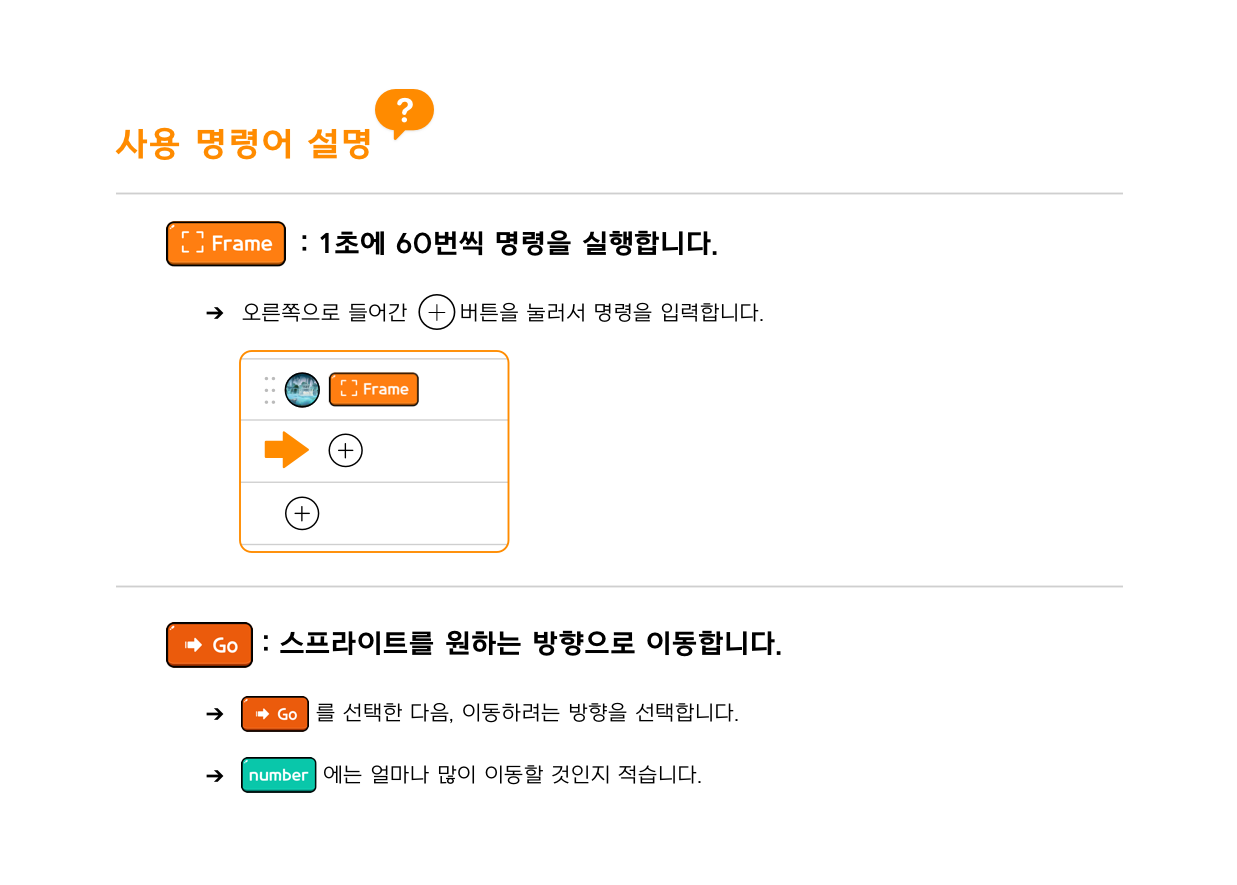 사용 명령어 설명 ?
Frame : 1초에 60번씩 명령을 실행합니다.
➔ 오른쪽으로 들어간 + 버튼을 눌러서 명령을 입력합니다.
Frame
+
+
Go : 스프라이트를 원하는 방향으로 이동합니다.
➔ Go 를 선택한 다음, 이동하려는 방향을 선택합니다.
➔ number 에는 얼마나 많이 이동할 것인지 적습니다.